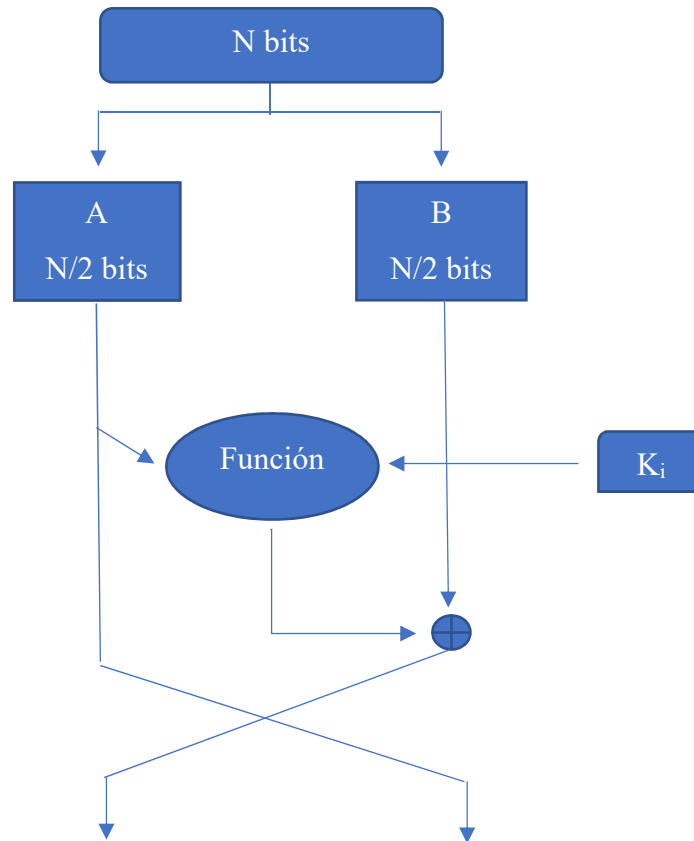 N bits
A
N/2 bits
B
N/2 bits
Función
Kᵢ